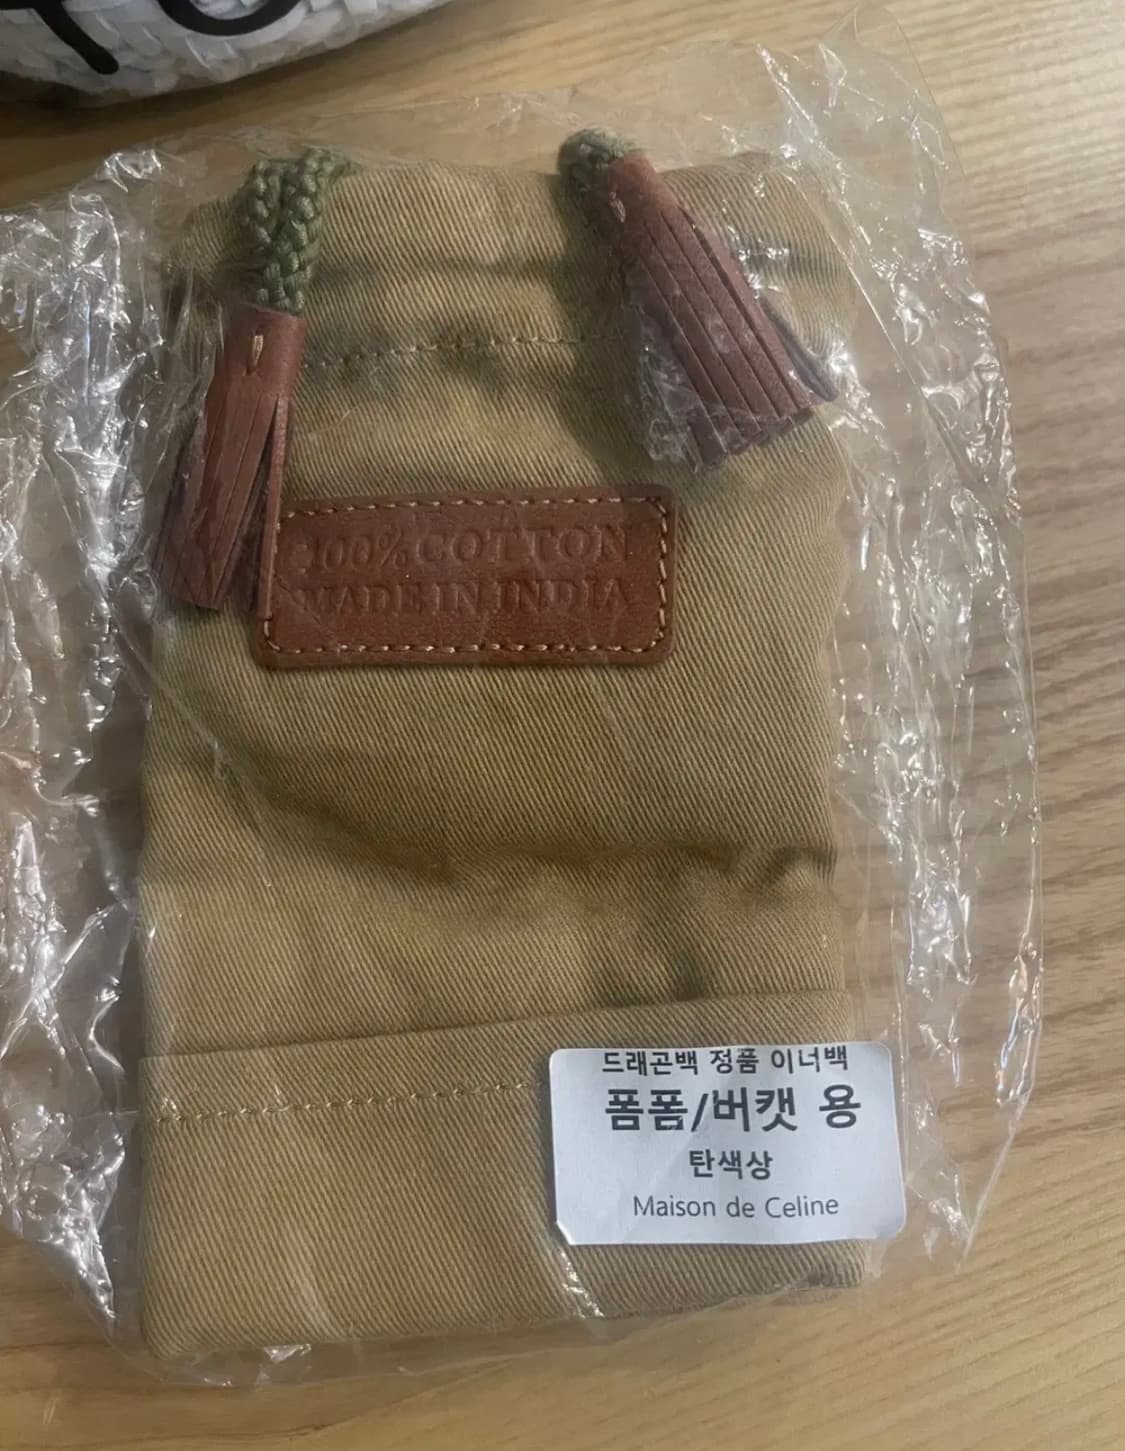 100% COTTON
MADE IN INDIA
드래곤백 정품 이너백
폼폼/버캣 용
탄색상
Maison de Celine